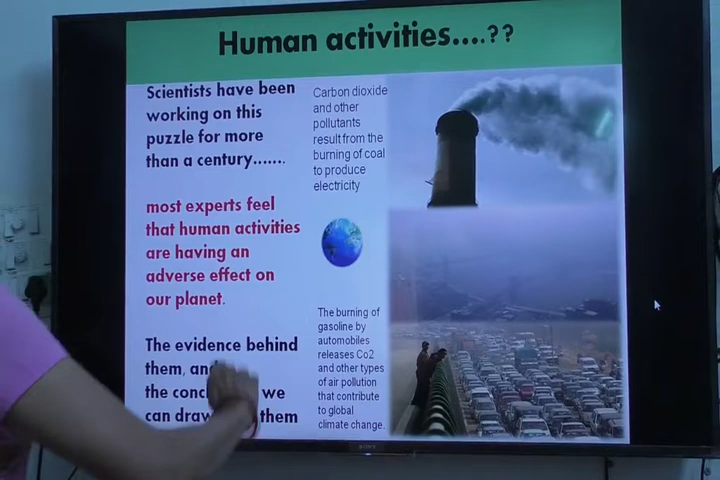 Human activities....??
Scientists have been
working on this
puzzle for more
than a century.......
most experts feel
that human activities
are having an
adverse effect on
our planet.
The evidence behind
them,
the we
can them
Carbon dioxide
and other
pollutants
result from the
burning of coal
to produce
electricity
The burning of
gasoline by
automobiles
releases Co2
and other types
of air pollution
that contribute
to global
climate change.
SONY